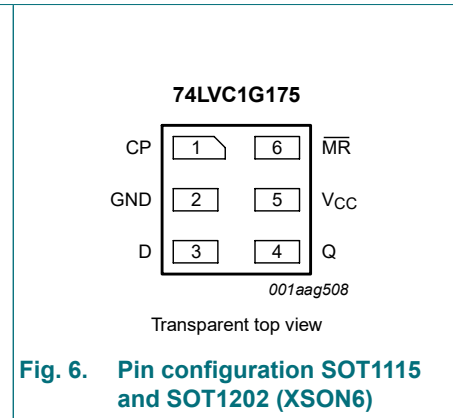 74LVC1G175
CP 1 6 M̅R̅
GND 2 5 VCC
D 3 4 Q
001aag508
Transparent top view
Fig. 6. Pin configuration SOT1115
and SOT1202 (XSON6)